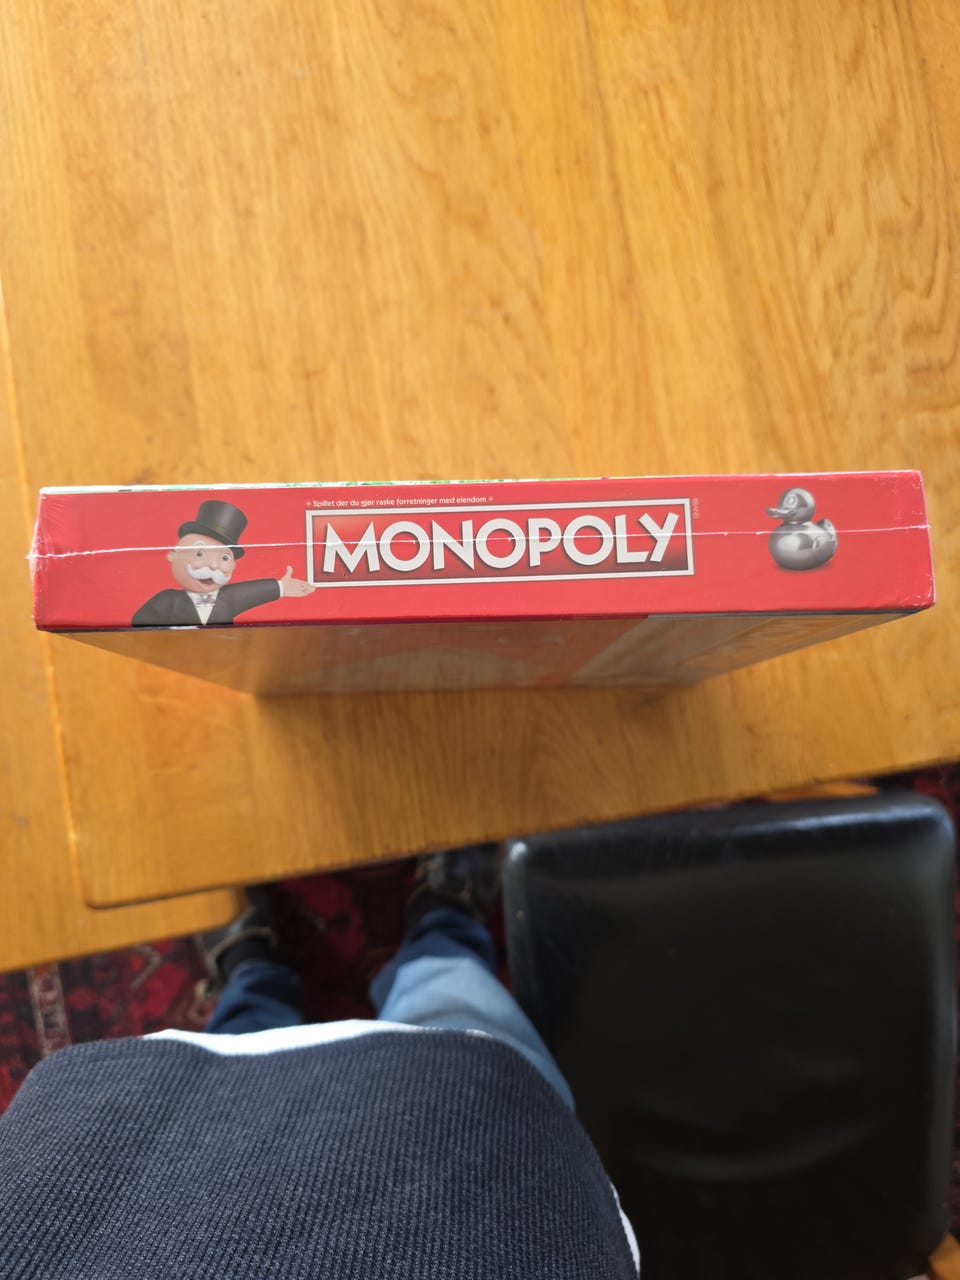 Spillet der du gjør raske forretninger med eiendom
MONOPOLY